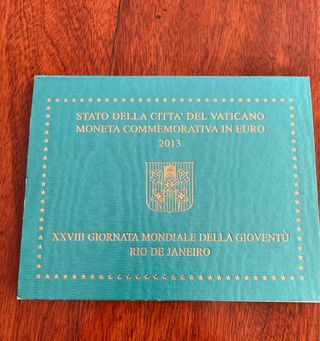 STATO DELLA CITTA' DEL VATICANO
MONETA COMMEMORATIVA IN EURO
2013
XXVIII GIORNATA MONDIALE DELLA GIOVENTÙ
RIO DE JANEIRO